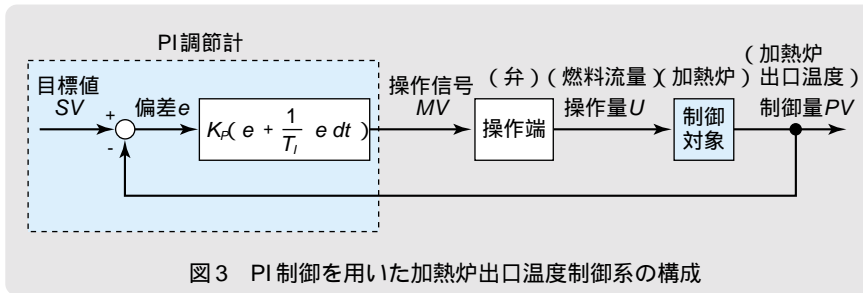 PI調節計
目標値
SV
+
-
偏差e
K_P( e + 1/T_I e dt )
操作信号
MV
(弁)
操作端
(燃料流量)
操作量U
(加熱炉)
制御
対象
(加熱炉
出口温度)
制御量PV
図3 PI制御を用いた加熱炉出口温度制御系の構成